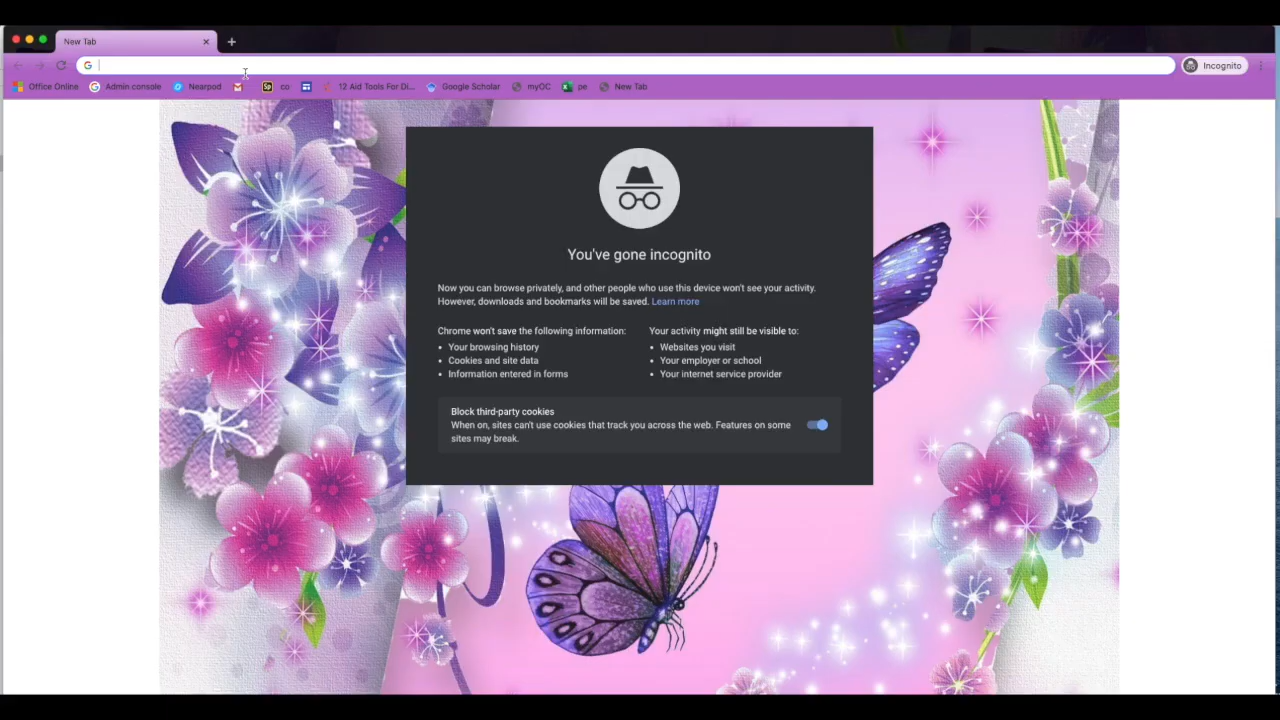 New Tab
Incognito
Office Online Admin console Nearpod co 12 Aid Tools For Di... Google Scholar myOC pe New Tab
You've gone incognito
Now you can browse privately, and other people who use this device won't see your activity.
However, downloads and bookmarks will be saved. Learn more
Chrome won't save the following information:
• Your browsing history
• Cookies and site data
• Information entered in forms
Your activity might still be visible to:
• Websites you visit
• Your employer or school
• Your internet service provider
Block third-party cookies
When on, sites can't use cookies that track you across the web. Features on some
sites may break.